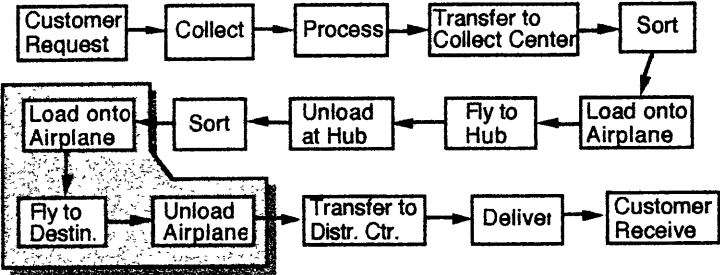 Customer
Request
Collect
Process
Transfer to
Collect Center
Sort
Load onto
Airplane
Fly to
Hub
Unload
at Hub
Sort
Load onto
Airplane
Fly to
Destin.
Unload
Airplane
Transfer to
Distr. Ctr.
Deliver
Customer
Receive